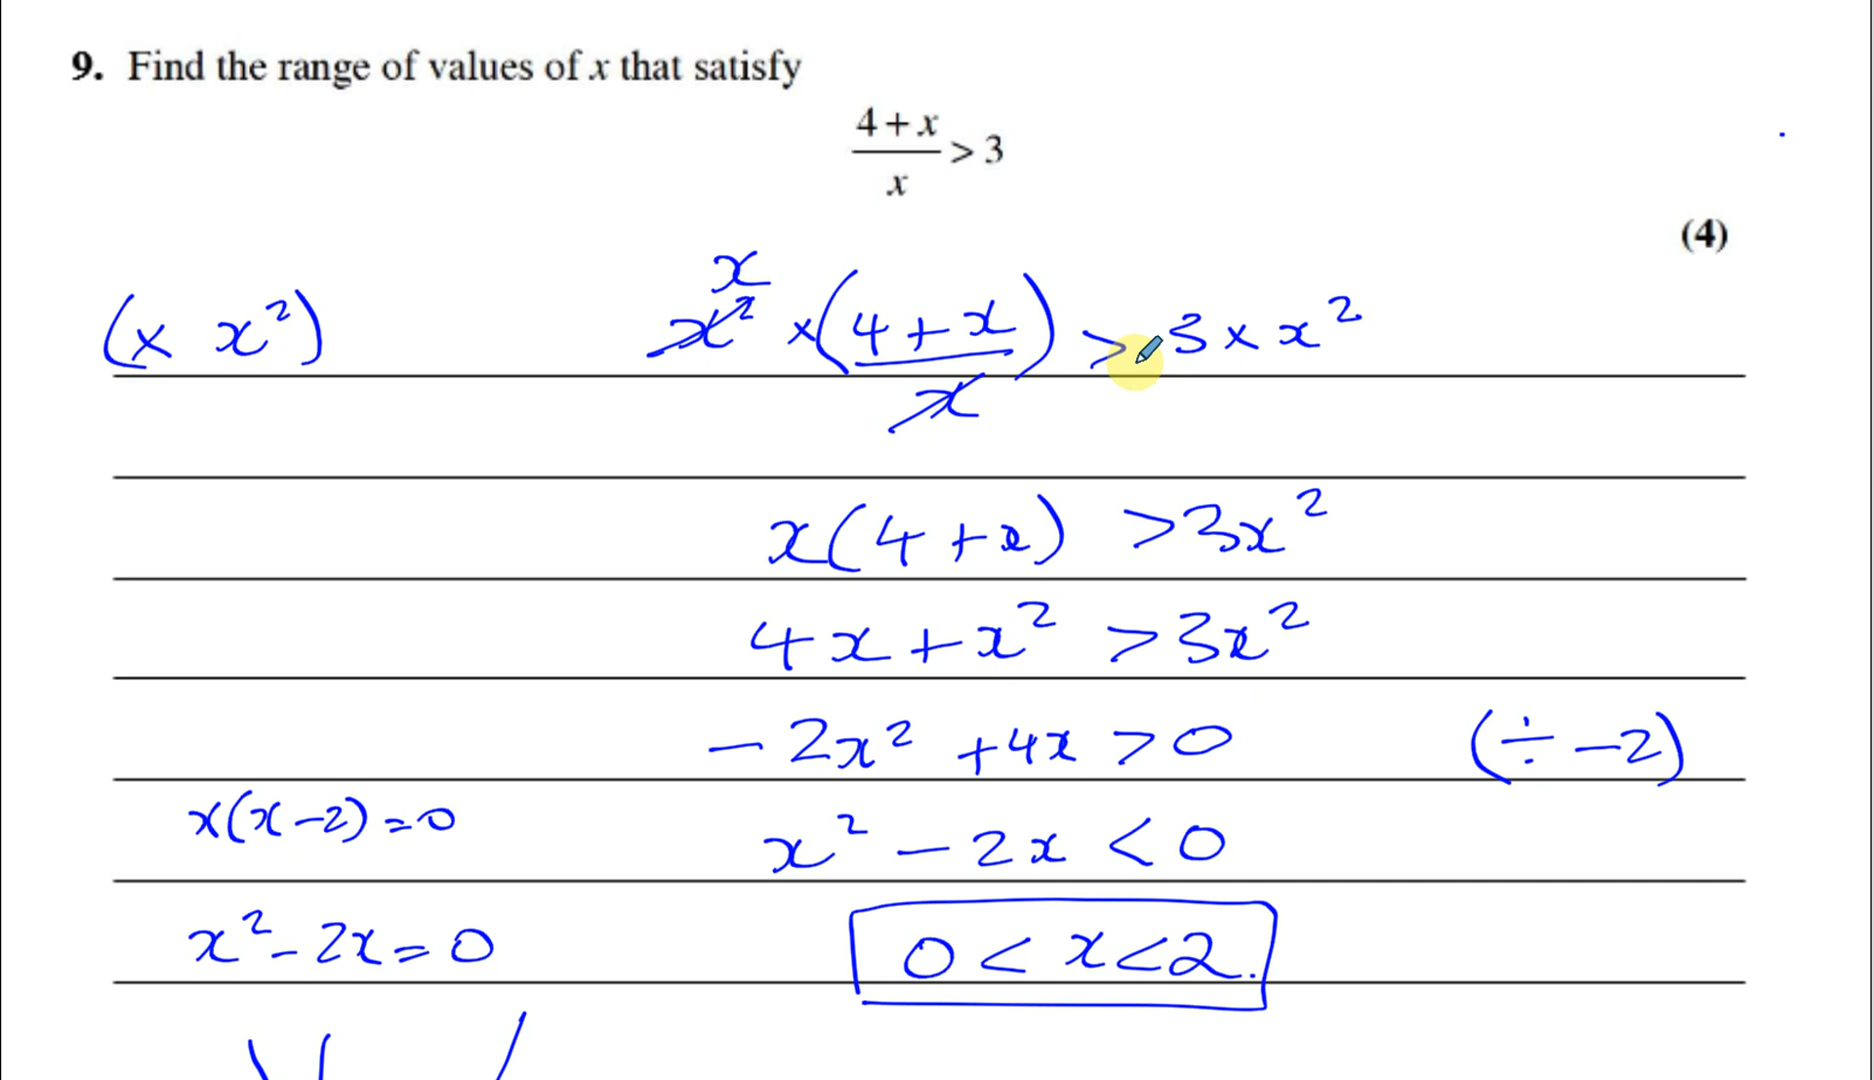 9. Find the range of values of x that satisfy
4 + x
x
> 3
(4)
(× x²)
x
x² × (4 + x) > 3 × x²
x
x(4 + x) > 3x²
4x + x² > 3x²
− 2x² + 4x > 0 (÷ −2)
x(x − 2) = 0
x² − 2x < 0
x² − 2x = 0
0 < x < 2.